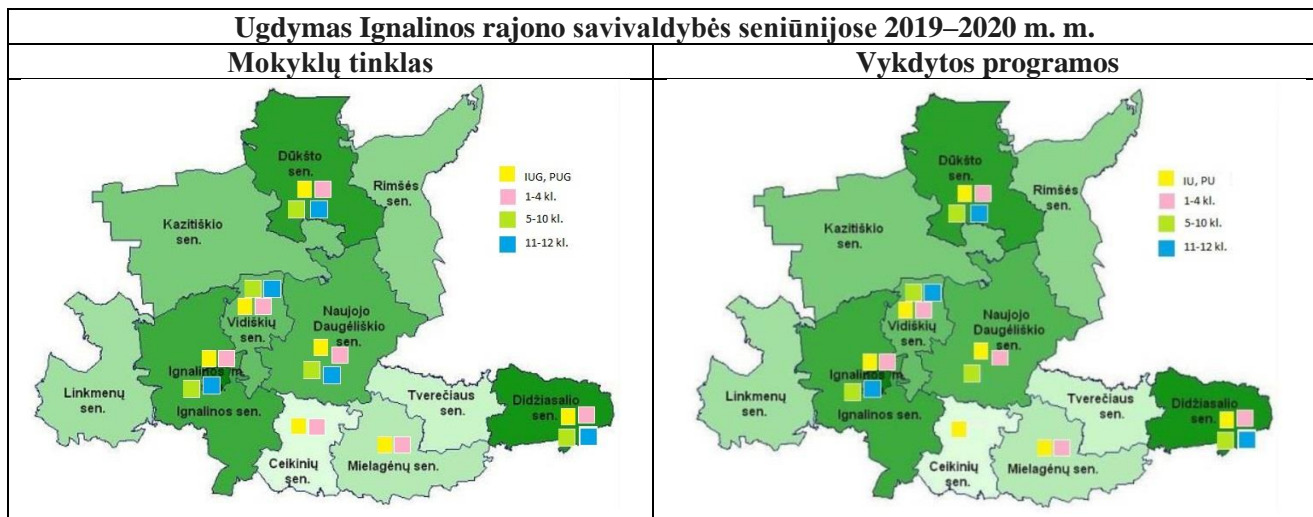 Ugdymas Ignalinos rajono savivaldybės seniūnijose 2019–2020 m. m.
Mokyklų tinklas
Vykdytos programos
Dūkšto
sen.
Rimšės
sen.
Kazitiškio
sen.
Vidiškių
sen.
Naujojo
Daugėliškio
sen.
Ignalinos m.
Ignalinos sen.
Linkmenų
sen.
Tverečiaus
sen.
Didžiasalio
sen.
Ceikinių
sen.
Mielagėnų sen.
IUG, PUG
1-4 kl.
5-10 kl.
11-12 kl.
Dūkšto
sen.
Rimšės
sen.
Kazitiškio
sen.
Vidiškių
sen.
Naujojo
Daugėliškio
sen.
Ignalinos m.
Ignalinos sen.
Linkmenų
sen.
Tverečiaus
sen.
Didžiasalio
sen.
Ceikinių
sen.
Mielagėnų sen.
IU, PU
1-4 kl.
5-10 kl.
11-12 kl.